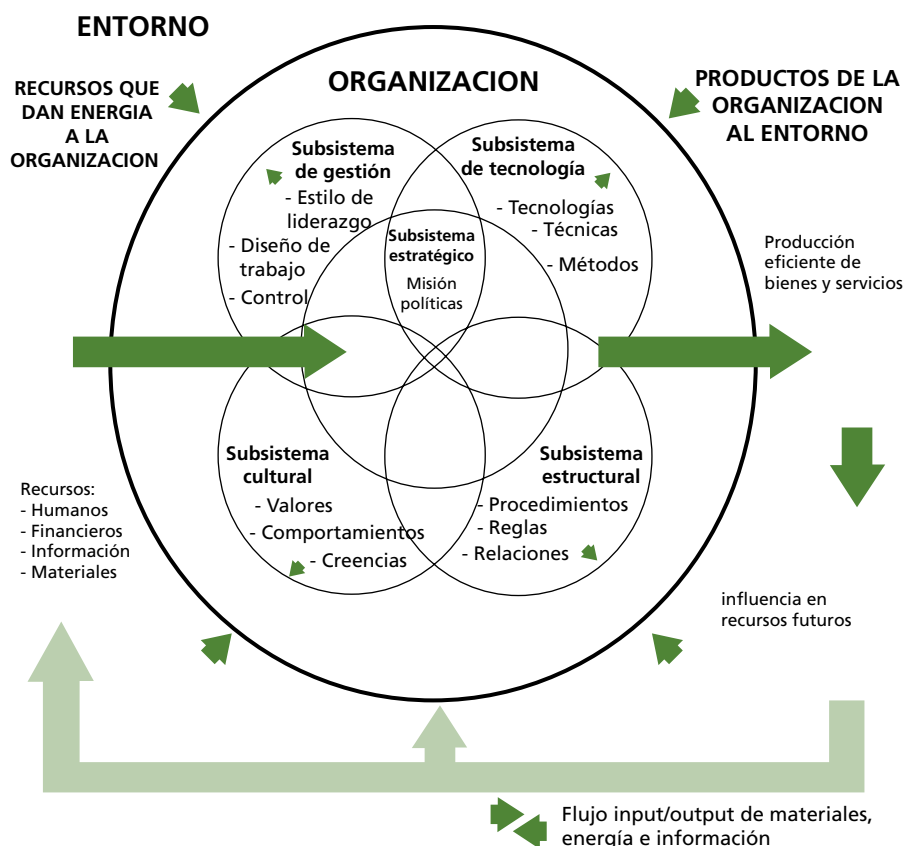 ENTORNO
RECURSOS QUE
DAN ENERGIA
A LA
ORGANIZACION
ORGANIZACION
PRODUCTOS DE LA
ORGANIZACION
AL ENTORNO
Subsistema
de gestión
- Estilo de
liderazgo
- Diseño de
trabajo
- Control
Subsistema
de tecnología
- Tecnologías
- Técnicas
- Métodos
Subsistema
estratégico
Misión
políticas
Producción
eficiente de
bienes y servicios
Subsistema
cultural
- Valores
- Comportamientos
- Creencias
Subsistema
estructural
- Procedimientos
- Reglas
- Relaciones
Recursos:
- Humanos
- Financieros
- Información
- Materiales
influencia en
recursos futuros
Flujo input/output de materiales,
energía e información